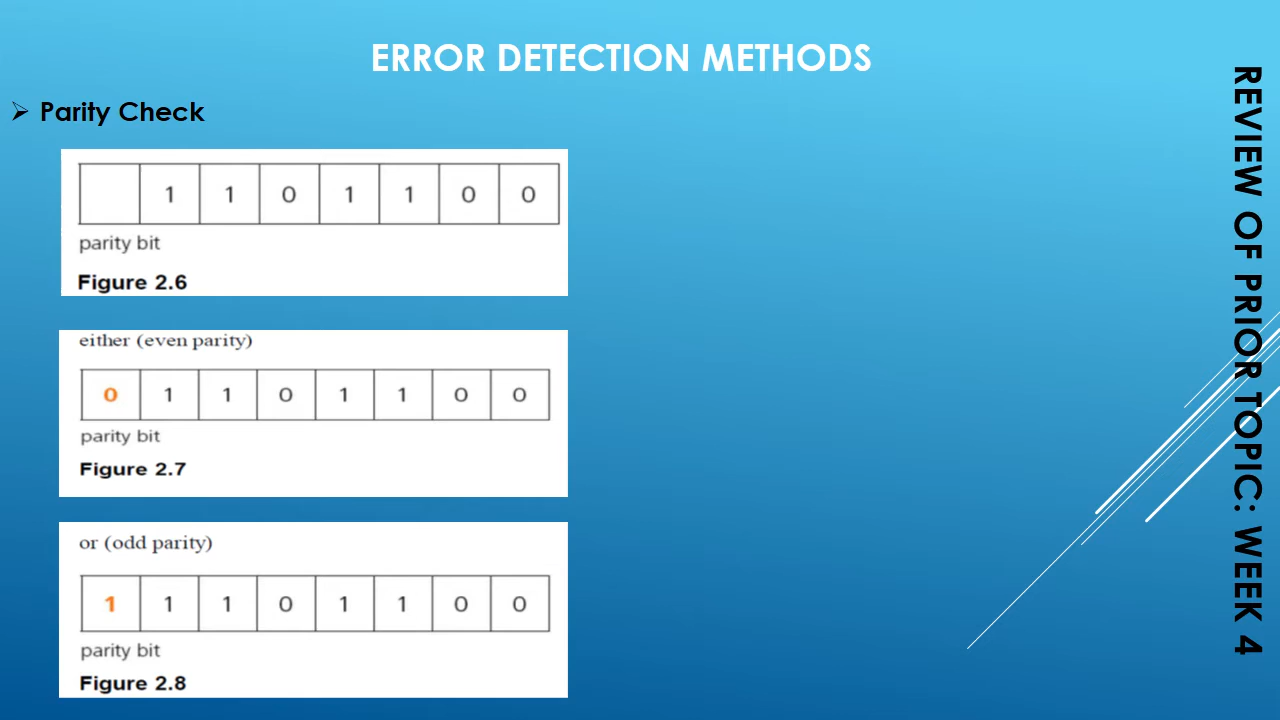 ERROR DETECTION METHODS
Parity Check
1 1 0 1 1 0 0
parity bit
Figure 2.6
either (even parity)
0 1 1 0 1 1 0 0
parity bit
Figure 2.7
or (odd parity)
1 1 1 0 1 1 0 0
parity bit
Figure 2.8
REVIEW OF PRIOR TOPIC: WEEK 4